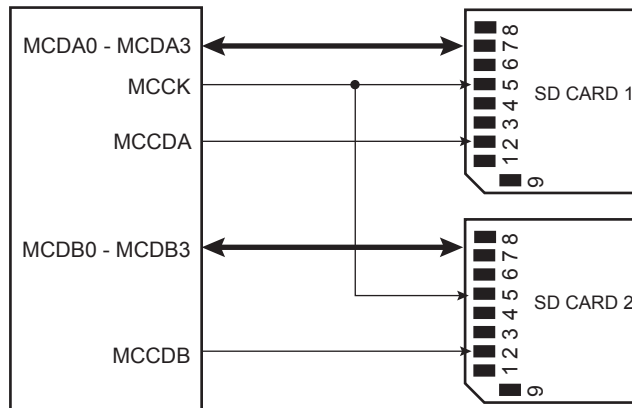 MCDA0 - MCDA3
MCCK
MCCDA
MCDB0 - MCDB3
MCCDB
8
7
6
5
4
3
2
1
9
SD CARD 1
8
7
6
5
4
3
2
1
9
SD CARD 2